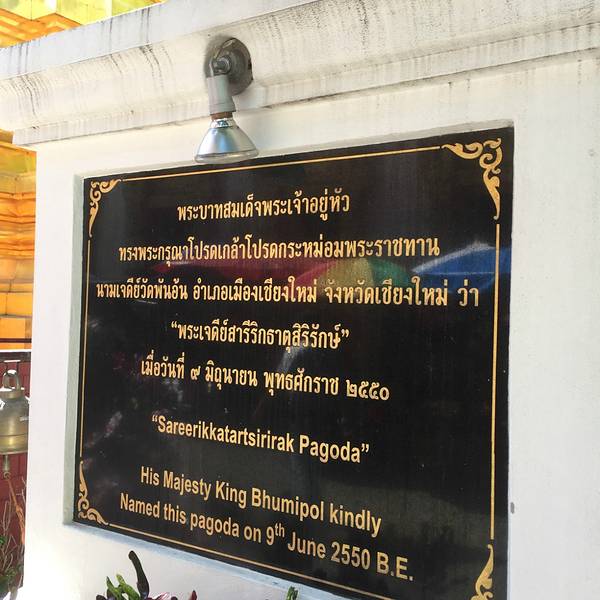 พระบาทสมเด็จพระเจ้าอยู่หัว
ทรงพระกรุณาโปรดเกล้าโปรดกระหม่อมพระราชทาน
นามเจดีย์วัดพันอ้น อำเภอเมืองเชียงใหม่ จังหวัดเชียงใหม่ ว่า
“พระเจดีย์สารีริกธาตุสิริรักษ์”
เมื่อวันที่ ๙ มิถุนายน พุทธศักราช ๒๕๕๐
“Sareerikkatartsirirak Pagoda”
His Majesty King Bhumipol kindly
Named this pagoda on 9th June 2550 B.E.